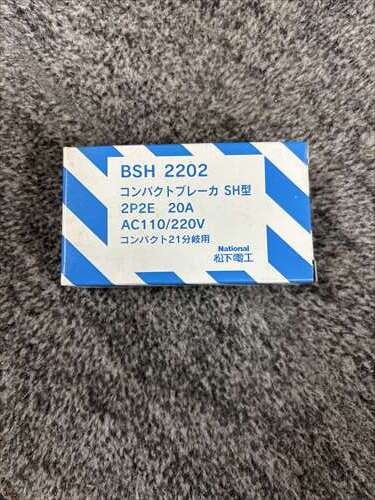 BSH 2202
コンパクトブレーカ SH型
2P2E 20A
AC110/220V
コンパクト21分岐用
National
松下電工